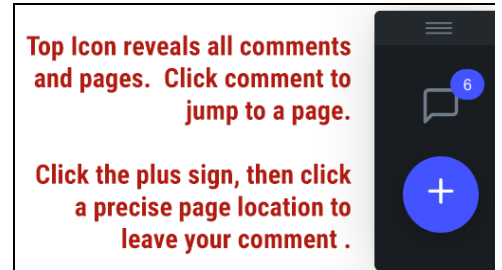 Top Icon reveals all comments
and pages. Click comment to
jump to a page.
6
Click the plus sign, then click
a precise page location to
leave your comment .